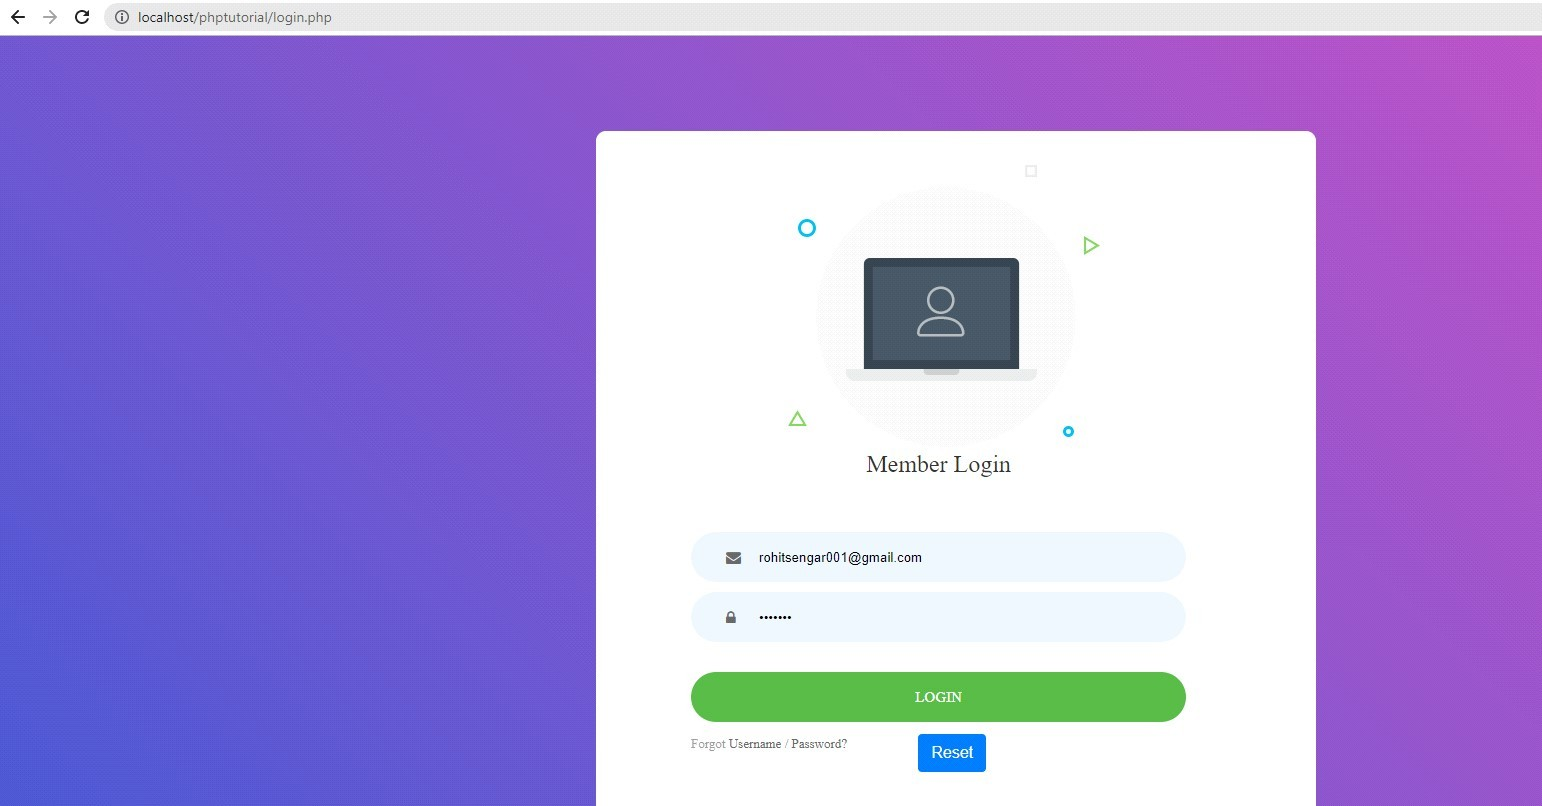 localhost/phptutorial/login.php
Member Login
rohitsengar001@gmail.com
•••••••
LOGIN
Forgot Username / Password?
Reset